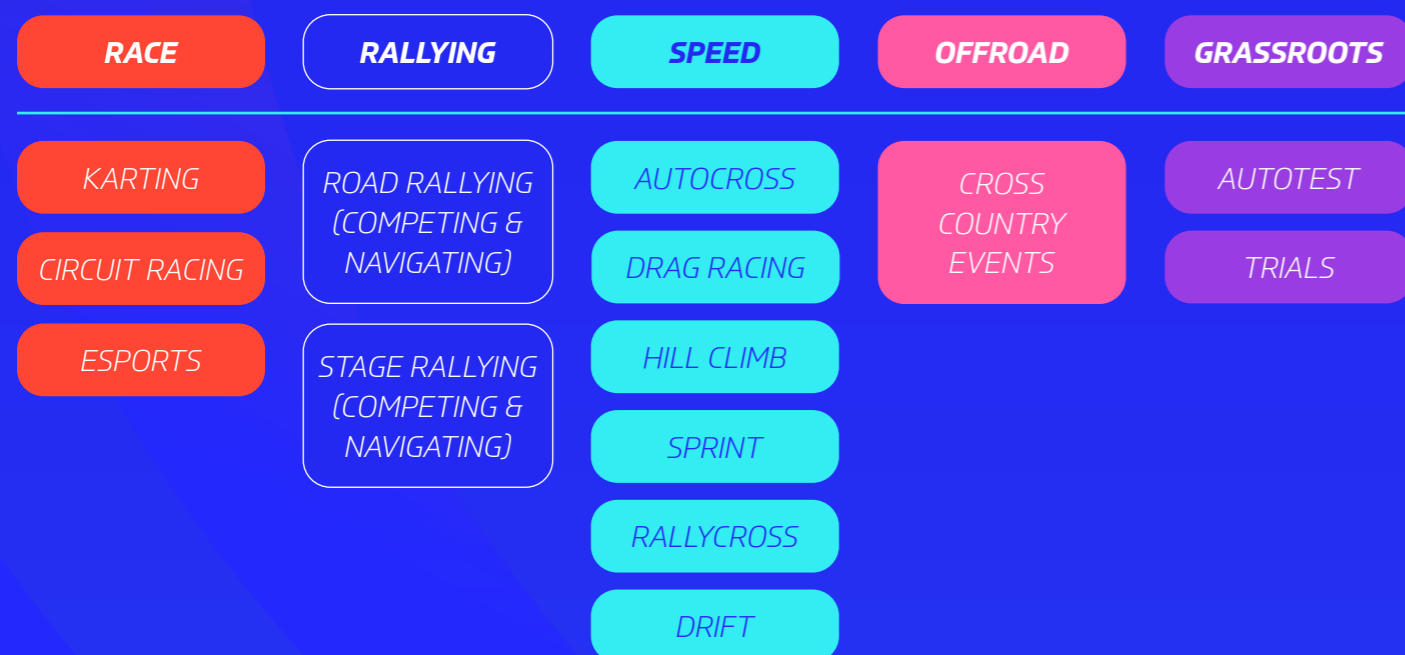 RACE
RALLYING
SPEED
OFFROAD
GRASSROOTS
KARTING
CIRCUIT RACING
ESPORTS
ROAD RALLYING
(COMPETING &
NAVIGATING)
STAGE RALLYING
(COMPETING &
NAVIGATING)
AUTOCROSS
DRAG RACING
HILL CLIMB
SPRINT
RALLYCROSS
DRIFT
CROSS
COUNTRY
EVENTS
AUTOTEST
TRIALS